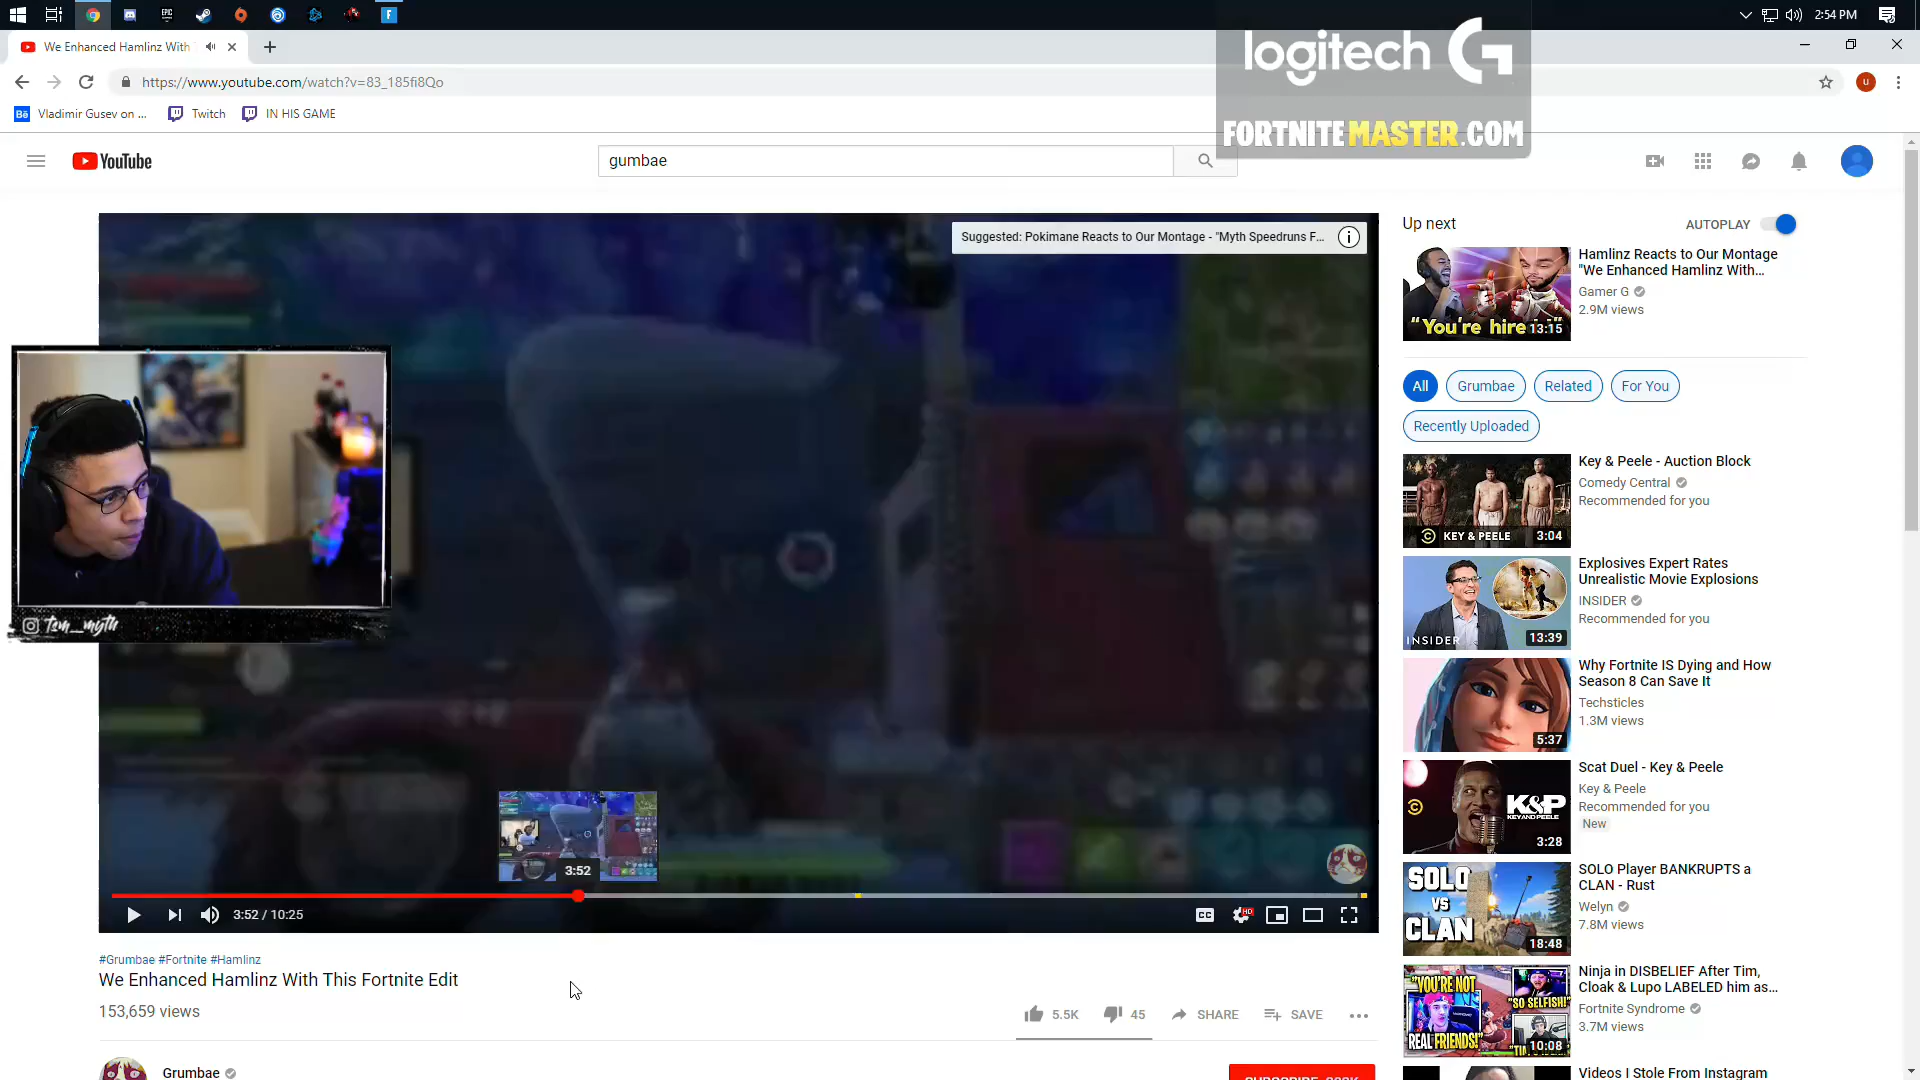 2:54 PM
We Enhanced Hamlinz With
https://www.youtube.com/watch?v=83_185fi8Qo
u
Bē Vladimir Gusev on ... Twitch IN HIS GAME
logitech G
FORTNITEMASTER.COM
YouTube
gumbae
Suggested: Pokimane Reacts to Our Montage - "Myth Speedruns F...
Tsm_myth
3:52
3:52 / 10:25
CC
HD
#Grumbae #Fortnite #Hamlinz
We Enhanced Hamlinz With This Fortnite Edit
153,659 views
5.5K 45 SHARE SAVE
Grumbae
Up next
AUTOPLAY
"You're hire
13:15
Hamlinz Reacts to Our Montage
"We Enhanced Hamlinz With...
Gamer G
2.9M views
All Grumbae Related For You
Recently Uploaded
KEY & PEELE 3:04
Key & Peele - Auction Block
Comedy Central
Recommended for you
INSIDER 13:39
Explosives Expert Rates
Unrealistic Movie Explosions
INSIDER
Recommended for you
5:37
Why Fortnite IS Dying and How
Season 8 Can Save It
Techsticles
1.3M views
K&P
KEY AND PEELE
3:28
Scat Duel - Key & Peele
Key & Peele
Recommended for you
New
SOLO
VS
CLAN
18:48
SOLO Player BANKRUPTS a
CLAN - Rust
Welyn
7.8M views
"YOU'RE NOT
"SO SELFISH!"
REAL FRIENDS!"
10:08
Ninja in DISBELIEF After Tim,
Cloak & Lupo LABELED him as...
Fortnite Syndrome
3.7M views
Videos I Stole From Instagram